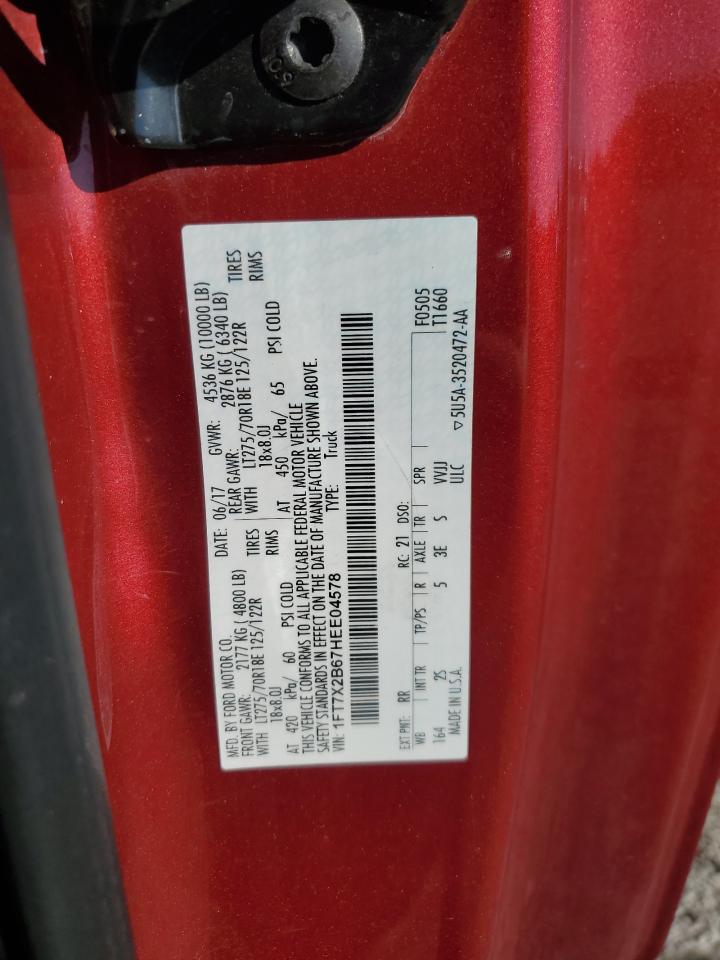 MFD. BY FORD MOTOR CO.
DATE: 06/17 GVWR: 4536 KG (10000 LB)
FRONT GAWR: 2177 KG ( 4800 LB) REAR GAWR: 2876 KG ( 6340 LB)
WITH LT275/70R18E 125/122R TIRES WITH LT275/70R18E 125/122R TIRES
18x8.0J RIMS 18x8.0J RIMS
AT 420 kPa/ 60 PSI COLD AT 450 kPa/ 65 PSI COLD
THIS VEHICLE CONFORMS TO ALL APPLICABLE FEDERAL MOTOR VEHICLE
SAFETY STANDARDS IN EFFECT ON THE DATE OF MANUFACTURE SHOWN ABOVE.
VIN: 1FT7X2B67HEE04578 TYPE: Truck
EXT PNT: RR RC: 21 DSO: F0505
WB INT TR TP/PS R AXLE TR SPR T1660
164 2S 5 3E S VVJJ
MADE IN U.S.A. ULC ▽5U5A-3520472-AA